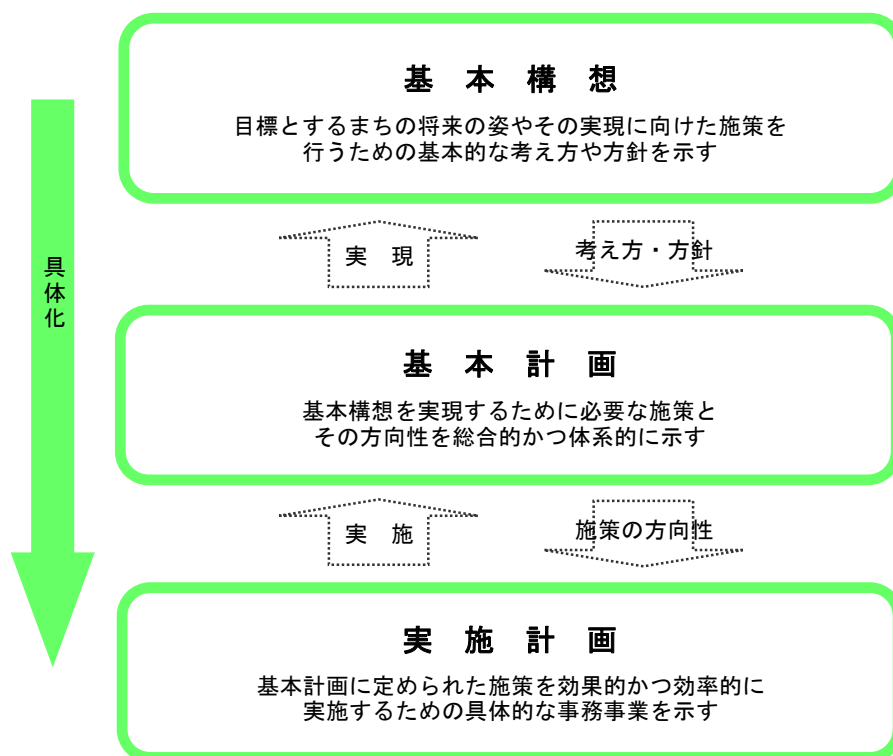 基本構想
目標とするまちの将来の姿やその実現に向けた施策を
行うための基本的な考え方や方針を示す
実現
考え方・方針
具体化
基本計画
基本構想を実現するために必要な施策と
その方向性を総合的かつ体系的に示す
実施
施策の方向性
実施計画
基本計画に定められた施策を効果的かつ効率的に
実施するための具体的な事務事業を示す